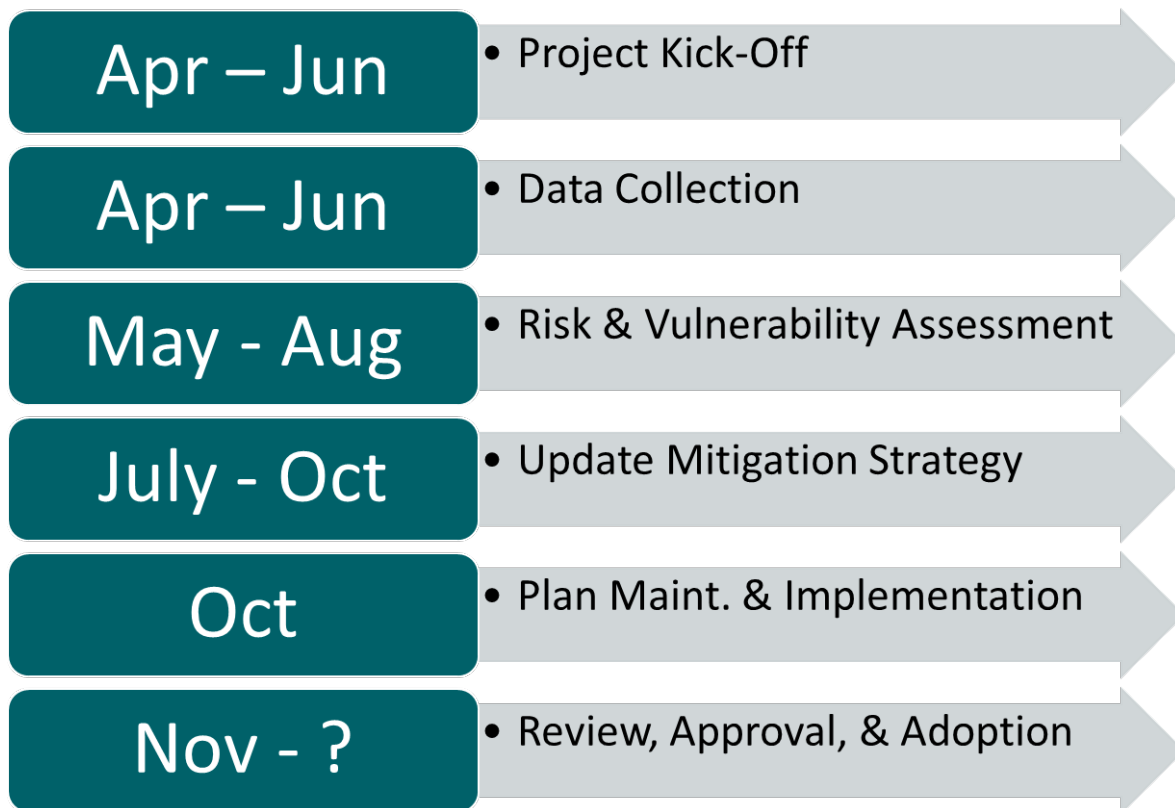 Apr – Jun
• Project Kick-Off
Apr – Jun
• Data Collection
May - Aug
• Risk & Vulnerability Assessment
July - Oct
• Update Mitigation Strategy
Oct
• Plan Maint. & Implementation
Nov - ?
• Review, Approval, & Adoption